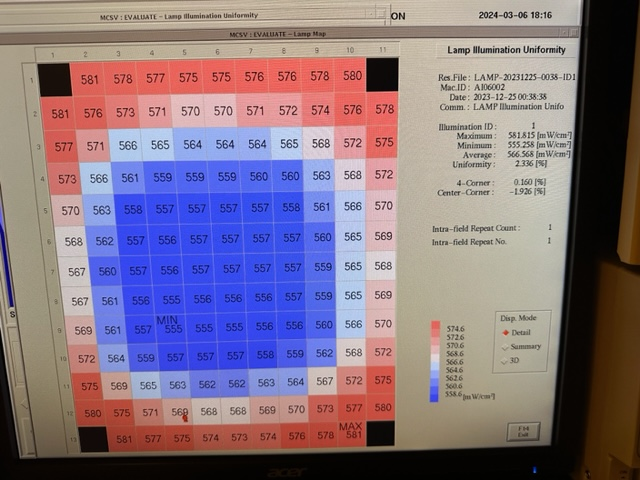 MCSV : EVALUATE - Lamp Illumination Uniformity
ON
2024-03-06 18:16
MCSV : EVALUATE - Lamp Map
1 2 3 4 5 6 7 8 9 10 11
1 581 578 577 575 575 576 576 578 580
2 581 576 573 571 570 570 571 572 574 576 578
3 577 571 566 565 564 564 564 565 568 572 575
4 573 566 561 559 559 559 560 560 563 568 572
5 570 563 558 557 557 557 557 558 561 566 570
6 568 562 557 556 557 557 557 557 560 565 569
7 567 560 557 556 557 557 557 557 559 565 568
8 567 561 556 555 556 556 557 557 559 565 569
9 569 561 557 MIN 555 555 555 556 556 560 566 570
10 572 564 559 557 557 557 558 559 562 568 572
11 575 569 565 563 562 562 563 564 567 572 575
12 580 575 571 569 568 568 569 570 573 577 580
13 581 577 575 574 574 576 578 MAX 581
Lamp Illumination Uniformity
Res.File : LAMP-20231225-0038-ID1
Mac.ID : AI06002
Date : 2023-12-25 00:38:38
Comm. : LAMP Illumination Unifo
Illumination ID : 1
Maximum : 581.815 [mW/cm²]
Minimum : 555.258 [mW/cm²]
Average : 566.568 [mW/cm²]
Uniformity : 2.336 [%]
4-Corner : 0.160 [%]
Center-Corner : -1.926 [%]
Intra-field Repeat Count : 1
Intra-field Repeat No. 1
574.6
572.6
570.6
568.6
566.6
564.6
562.6
560.6
558.6 [mW/cm²]
Disp. Mode
Detail
Summary
3D
F14
Exit
S
acer